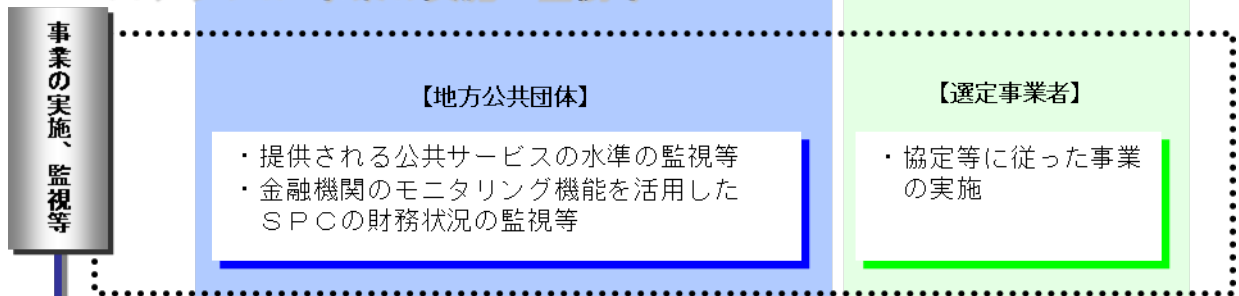 事業の実施、監視等
【地方公共団体】
・提供される公共サービスの水準の監視等
・金融機関のモニタリング機能を活用した
ＳＰＣの財務状況の監視等
【選定事業者】
・協定等に従った事業
の実施